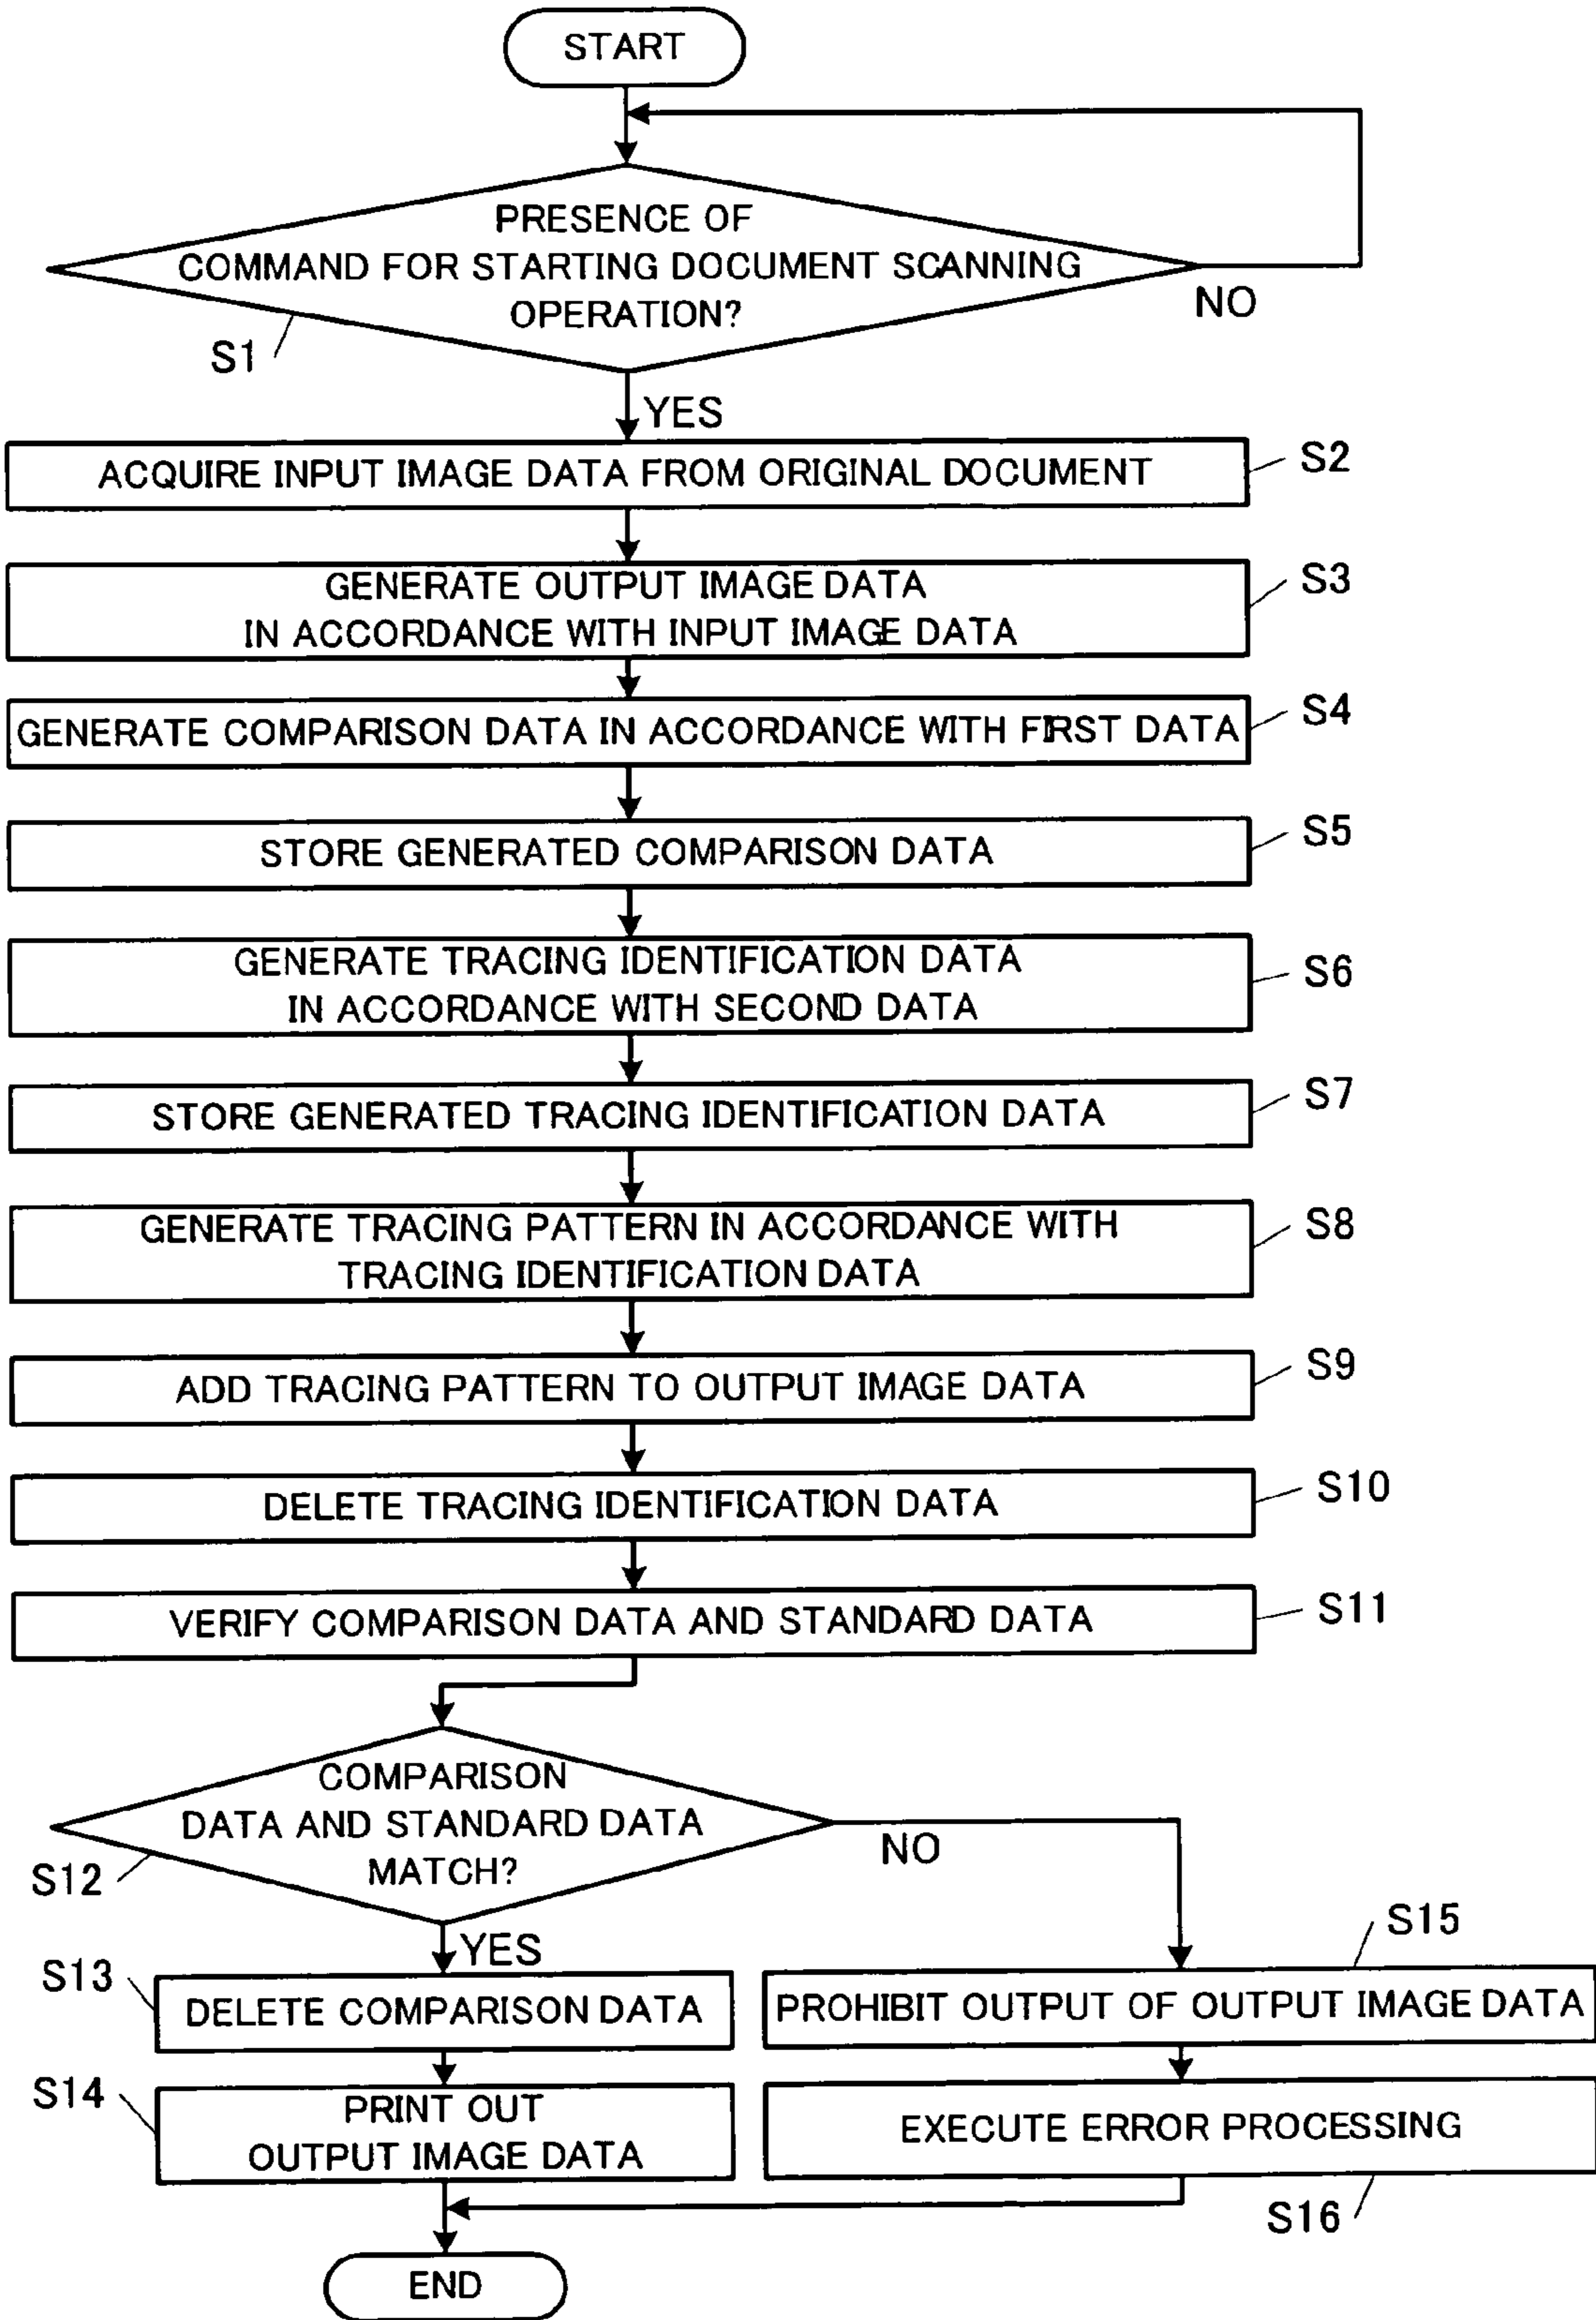 START
PRESENCE OF
COMMAND FOR STARTING DOCUMENT SCANNING
OPERATION?
NO
S1
YES
ACQUIRE INPUT IMAGE DATA FROM ORIGINAL DOCUMENT
S2
GENERATE OUTPUT IMAGE DATA
IN ACCORDANCE WITH INPUT IMAGE DATA
S3
GENERATE COMPARISON DATA IN ACCORDANCE WITH FIRST DATA
S4
STORE GENERATED COMPARISON DATA
S5
GENERATE TRACING IDENTIFICATION DATA
IN ACCORDANCE WITH SECOND DATA
S6
STORE GENERATED TRACING IDENTIFICATION DATA
S7
GENERATE TRACING PATTERN IN ACCORDANCE WITH
TRACING IDENTIFICATION DATA
S8
ADD TRACING PATTERN TO OUTPUT IMAGE DATA
S9
DELETE TRACING IDENTIFICATION DATA
S10
VERIFY COMPARISON DATA AND STANDARD DATA
S11
COMPARISON
DATA AND STANDARD DATA
MATCH?
S12
NO
YES
S13
DELETE COMPARISON DATA
S15
PROHIBIT OUTPUT OF OUTPUT IMAGE DATA
S14
PRINT OUT
OUTPUT IMAGE DATA
EXECUTE ERROR PROCESSING
S16
END